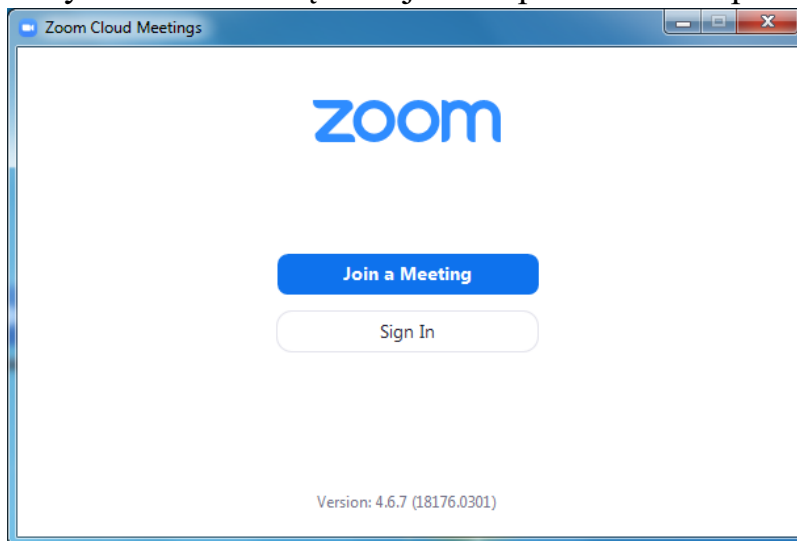 Zoom Cloud Meetings
zoom
Join a Meeting
Sign In
Version: 4.6.7 (18176.0301)